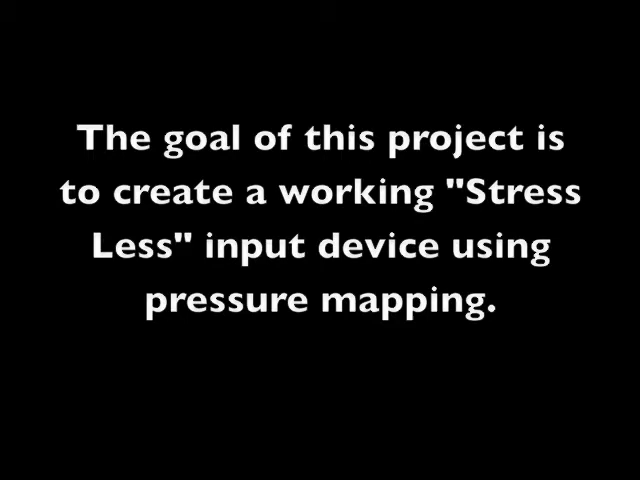 The goal of this project is
to create a working "Stress
Less" input device using
pressure mapping.